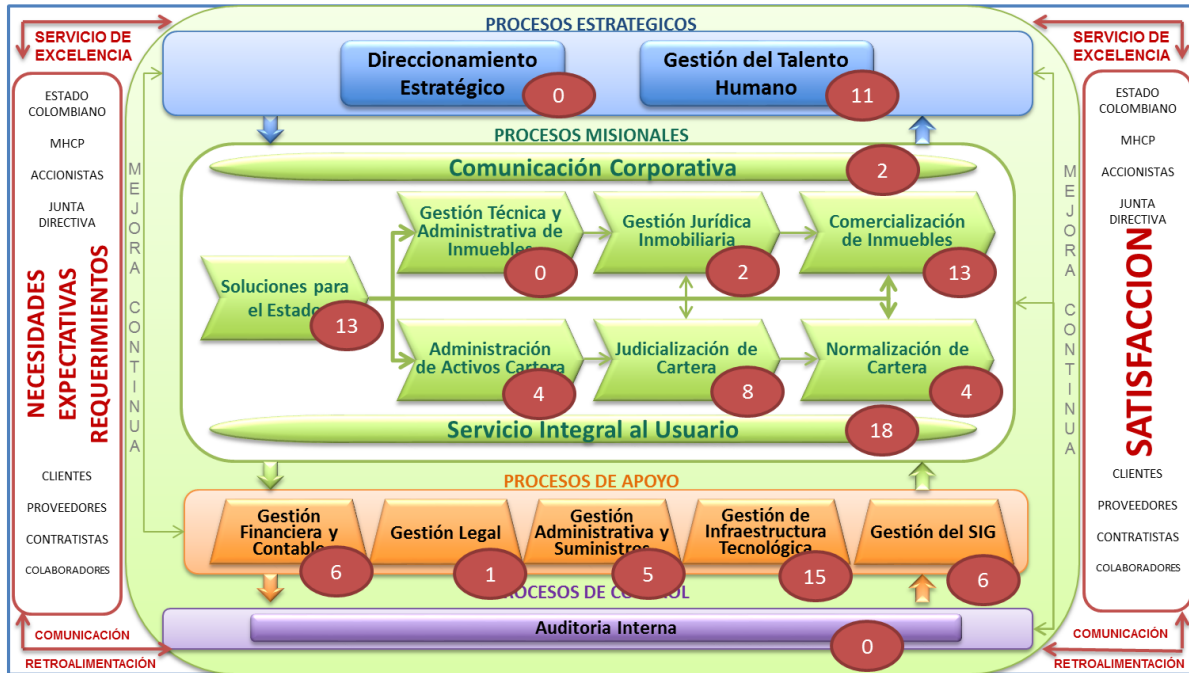 PROCESOS ESTRATEGICOS
SERVICIO DE
EXCELENCIA
SERVICIO DE
EXCELENCIA
Direccionamiento
Estratégico
0
Gestión del Talento
Humano
11
ESTADO
COLOMBIANO
MHCP
ACCIONISTAS
JUNTA
DIRECTIVA
NECESIDADES
EXPECTATIVAS
REQUERIMIENTOS
CLIENTES
PROVEEDORES
CONTRATISTAS
COLABORADORES
MEJORA CONTINUA
PROCESOS MISIONALES
Comunicación Corporativa
2
Gestión Técnica y
Administrativa de
Inmuebles
0
Gestión Jurídica
Inmobiliaria
2
Comercialización
de Inmuebles
13
Soluciones para
el Estado
13
Administración
de Activos Cartera
4
Judicialización de
Cartera
8
Normalización de
Cartera
4
Servicio Integral al Usuario
18
PROCESOS DE APOYO
Gestión
Financiera y
Contable
6
Gestión Legal
1
Gestión
Administrativa y
Suministros
5
Gestión de
Infraestructura
Tecnológica
15
Gestión del SIG
6
PROCESOS DE CONTROL
Auditoria Interna
0
MEJORA CONTINUA
ESTADO
COLOMBIANO
MHCP
ACCIONISTAS
JUNTA
DIRECTIVA
SATISFACCION
CLIENTES
PROVEEDORES
CONTRATISTAS
COLABORADORES
COMUNICACIÓN
RETROALIMENTACIÓN
COMUNICACIÓN
RETROALIMENTACIÓN